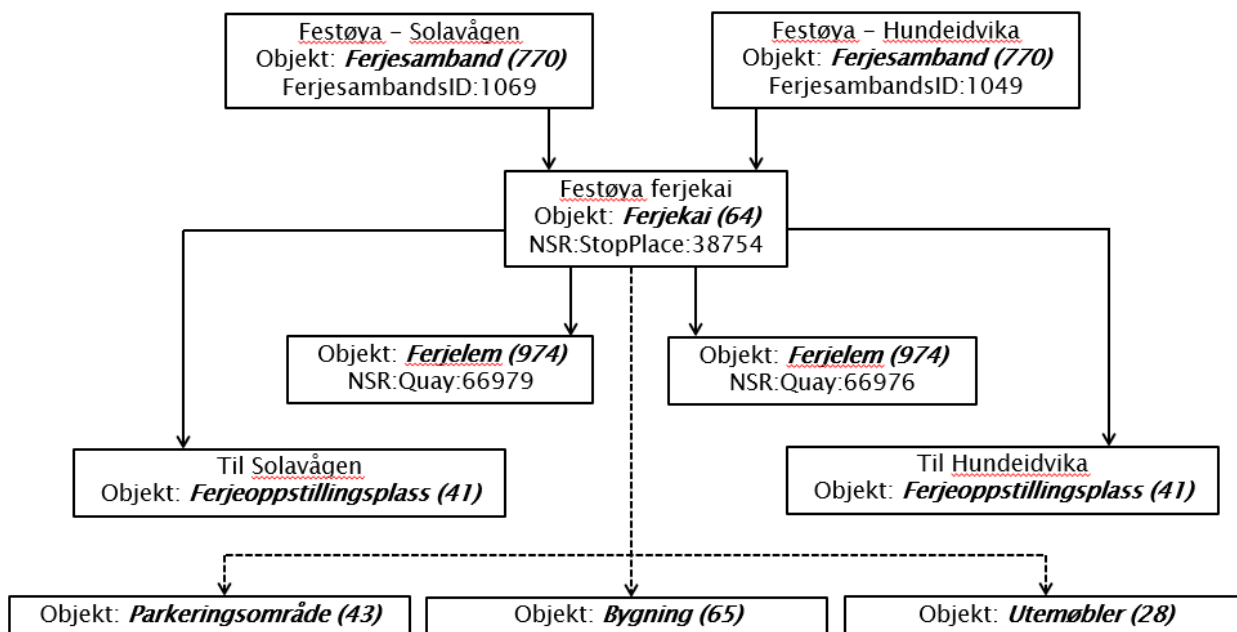 Festøya – Solavågen
Objekt: Ferjesamband (770)
FerjesambandsID:1069
Festøya – Hundeidvika
Objekt: Ferjesamband (770)
FerjesambandsID:1049
Festøya ferjekai
Objekt: Ferjekai (64)
NSR:StopPlace:38754
Objekt: Ferjelem (974)
NSR:Quay:66979
Objekt: Ferjelem (974)
NSR:Quay:66976
Til Solavågen
Objekt: Ferjeoppstillingsplass (41)
Til Hundeidvika
Objekt: Ferjeoppstillingsplass (41)
Objekt: Parkeringsområde (43)
Objekt: Bygning (65)
Objekt: Utemøbler (28)